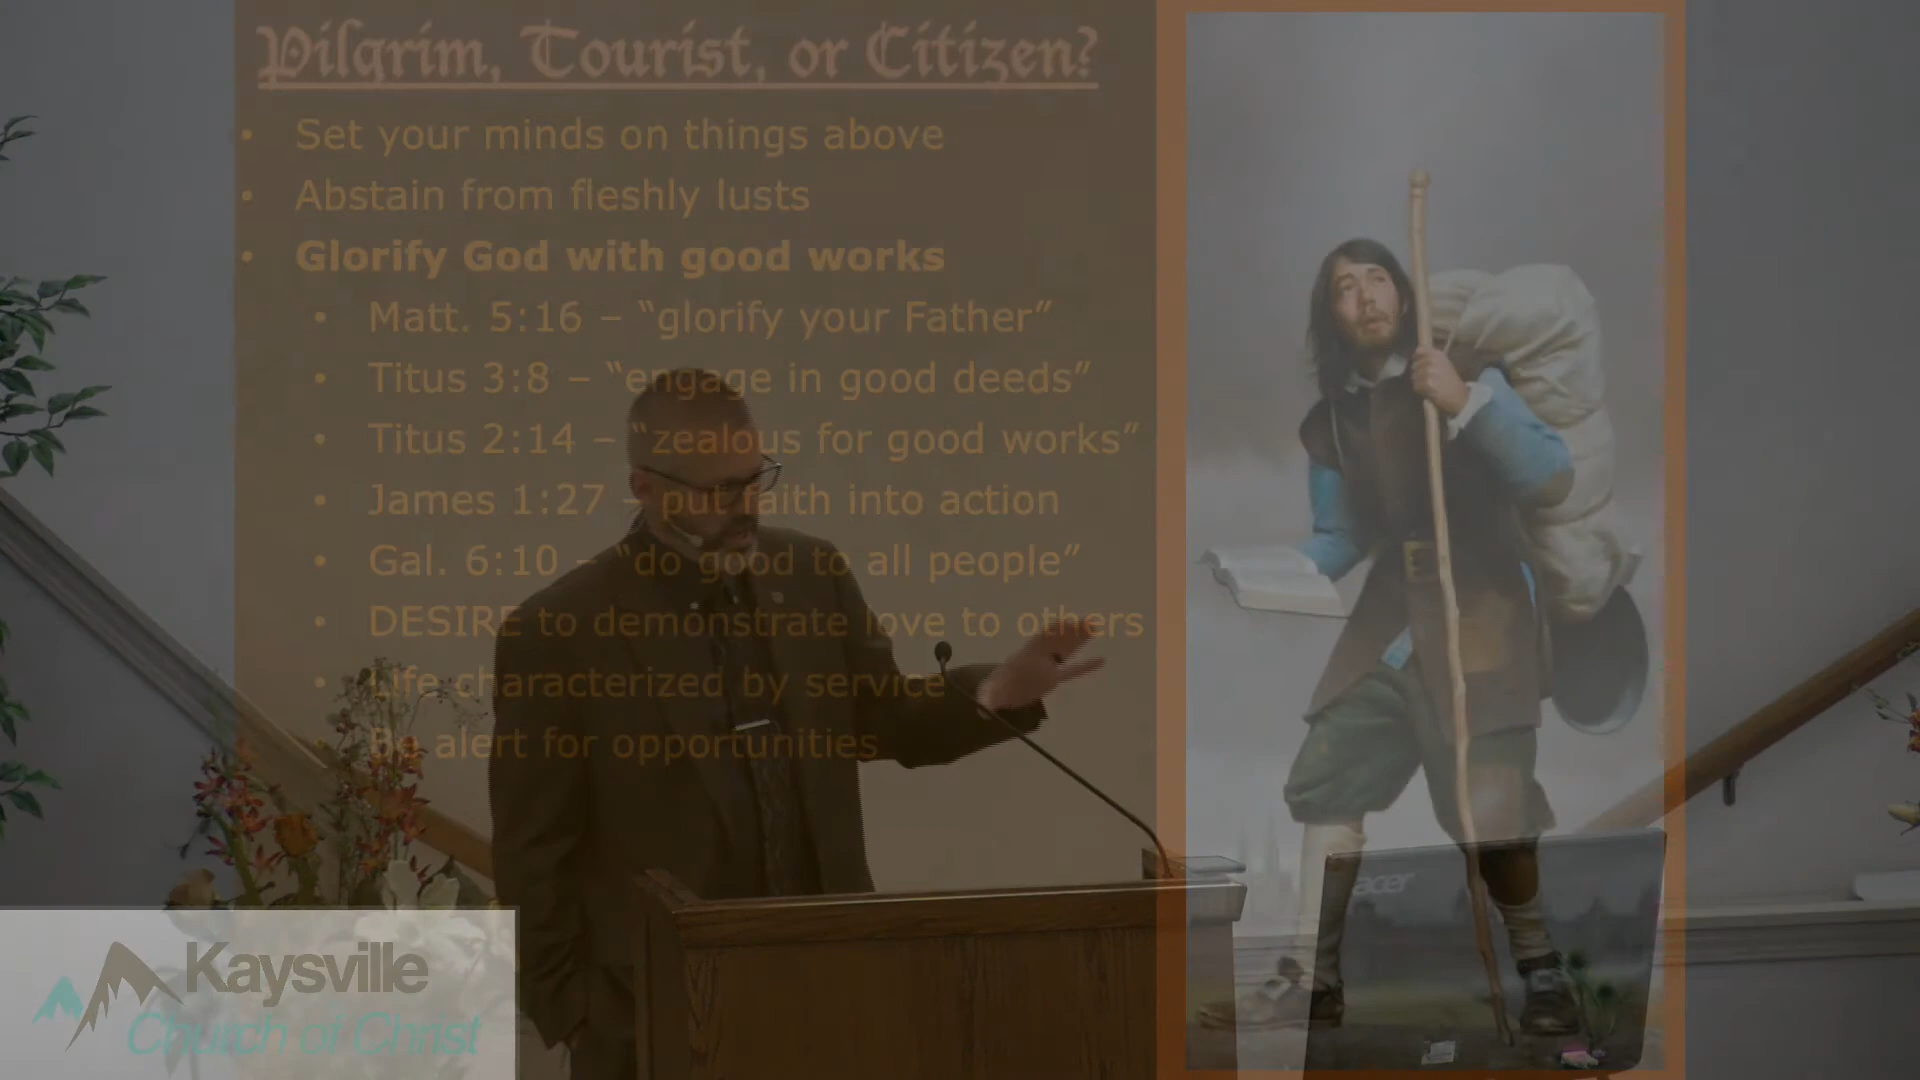 Pilgrim, Tourist, or Citizen?
• Set your minds on things above
• Abstain from fleshly lusts
• Glorify God with good works
• Matt. 5:16 – “glorify your Father”
• Titus 3:8 – “engage in good deeds”
• Titus 2:14 – “zealous for good works”
• James 1:27 – put faith into action
• Gal. 6:10 – “do good to all people”
• DESIRE to demonstrate love to others
• Life characterized by service
• Be alert for opportunities
acer
Kaysville
Church of Christ